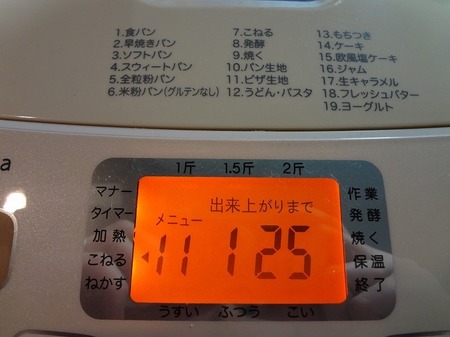 1.食パン
2.早焼きパン
3.ソフトパン
4.スウィートパン
5.全粒粉パン
6.米粉パン(グルテンなし)
7.こねる
8.発酵
9.焼く
10.パン生地
11.ピザ生地
12.うどん・パスタ
13.もちつき
14.ケーキ
15.欧風塩ケーキ
16.ジャム
17.生キャラメル
18.フレッシュバター
19.ヨーグルト
a
1斤 1.5斤 2斤
マナー
タイマー
加熱
こねる
ねかす
出来上がりまで
メニュー
11 125
作業
発酵
焼く
保温
終了
うすい ふつう こい